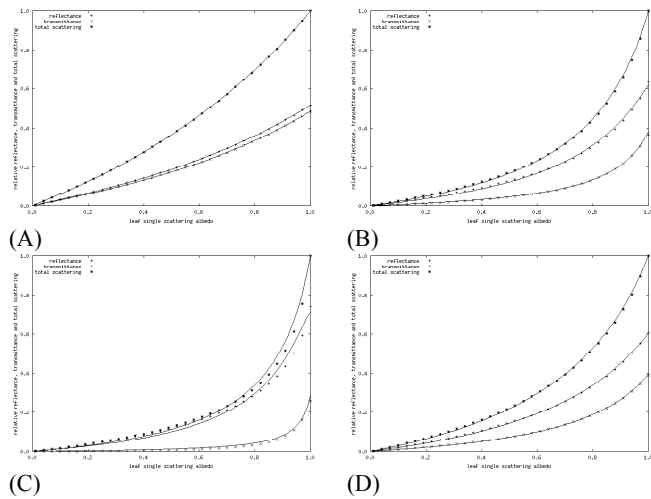 1.0
0.8
0.6
0.4
0.2
0.0
0.0 0.2 0.4 0.6 0.8 1.0
reflectance
transmittance
total scattering
relative reflectance, transmittance and total scattering
leaf single scattering albedo
(A)
1.0
0.8
0.6
0.4
0.2
0.0
0.0 0.2 0.4 0.6 0.8 1.0
reflectance
transmittance
total scattering
relative reflectance, transmittance and total scattering
leaf single scattering albedo
(B)
1.0
0.8
0.6
0.4
0.2
0.0
0.0 0.2 0.4 0.6 0.8 1.0
reflectance
transmittance
total scattering
relative reflectance, transmittance and total scattering
leaf single scattering albedo
(C)
1.0
0.8
0.6
0.4
0.2
0.0
0.0 0.2 0.4 0.6 0.8 1.0
reflectance
transmittance
total scattering
relative reflectance, transmittance and total scattering
leaf single scattering albedo
(D)